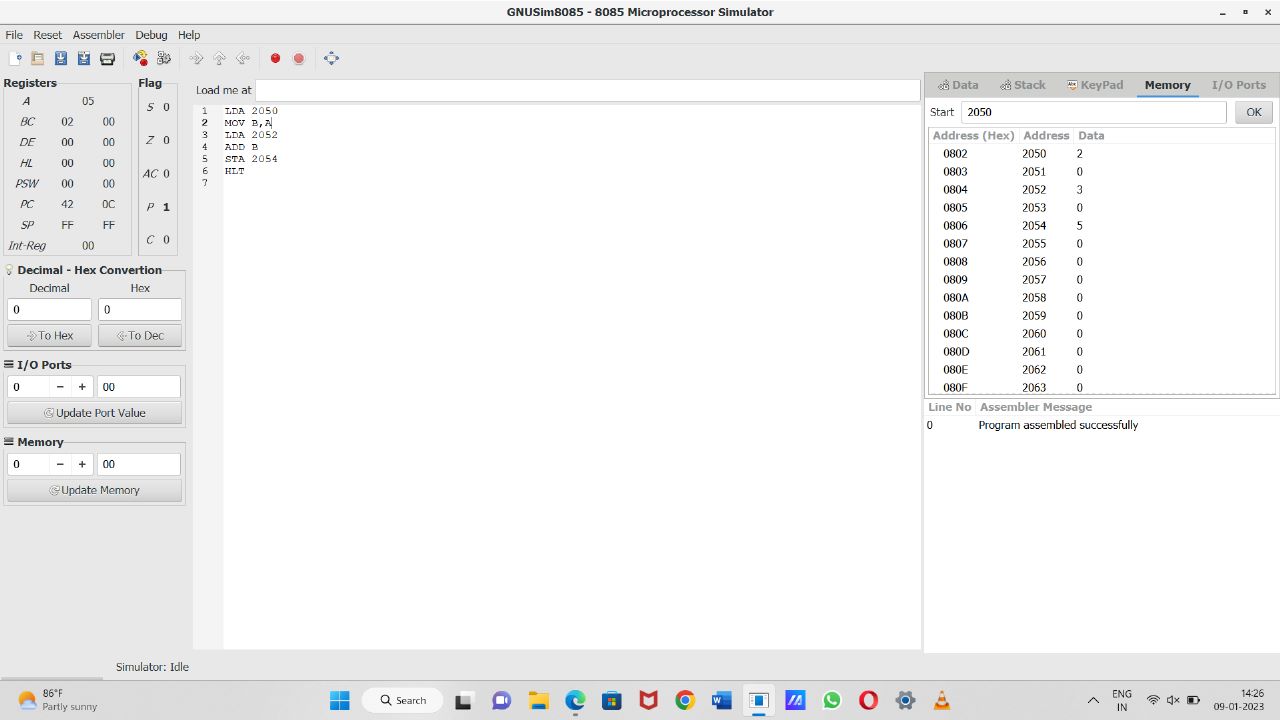 GNUSim8085 - 8085 Microprocessor Simulator
File Reset Assembler Debug Help
Registers
A 05
BC 02 00
DE 00 00
HL 00 00
PSW 00 00
PC 42 0C
SP FF FF
Int-Reg 00
Flag
S 0
Z 0
AC 0
P 1
C 0
Decimal - Hex Convertion
Decimal Hex
0 0
To Hex To Dec
I/O Ports
0 − + 00
Update Port Value
Memory
0 − + 00
Update Memory
Load me at
1 LDA 2050
2 MOV B,A
3 LDA 2052
4 ADD B
5 STA 2054
6 HLT
7
Data Stack KeyPad Memory I/O Ports
Start 2050 OK
Address (Hex) Address Data
0802 2050 2
0803 2051 0
0804 2052 3
0805 2053 0
0806 2054 5
0807 2055 0
0808 2056 0
0809 2057 0
080A 2058 0
080B 2059 0
080C 2060 0
080D 2061 0
080E 2062 0
080F 2063 0
Line No Assembler Message
0 Program assembled successfully
Simulator: Idle
86°F
Partly sunny
Search
ENG
IN
14:26
09-01-2023